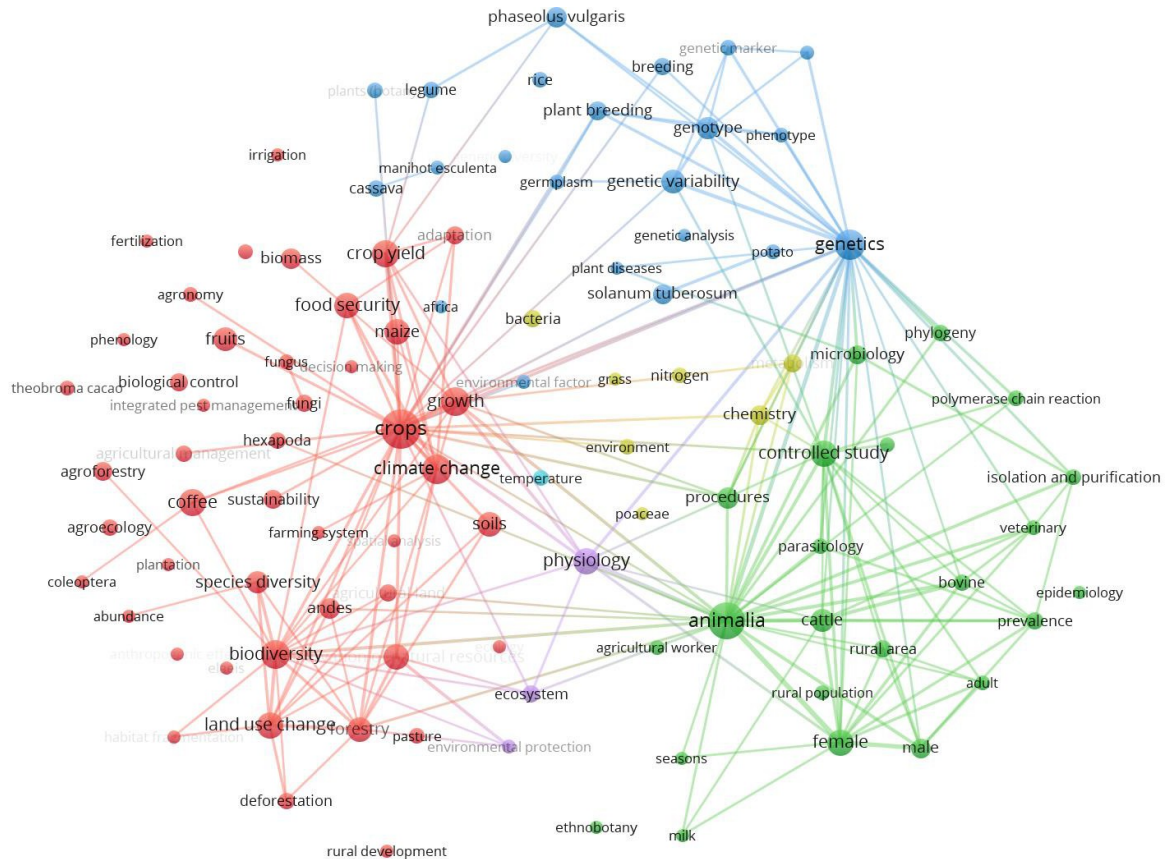 phaseolus vulgaris
genetic marker
breeding
rice
legume
plant breeding
genotype
phenotype
irrigation
manihot esculenta
cassava
germplasm
genetic variability
fertilization
adaptation
genetic analysis
genetics
biomass
crop yield
potato
plant diseases
agronomy
food security
africa
solanum tuberosum
bacteria
phenology
fruits
maize
phylogeny
microbiology
fungus
decision making
metabolism
theobroma cacao
biological control
environmental factor
grass
nitrogen
integrated pest management
fungi
growth
polymerase chain reaction
chemistry
crops
hexapoda
agricultural management
environment
controlled study
agroforestry
climate change
temperature
isolation and purification
coffee
sustainability
procedures
poaceae
agroecology
farming system
soils
veterinary
spatial analysis
parasitology
plantation
physiology
coleoptera
species diversity
bovine
agricultural land
epidemiology
abundance
andes
animalia
cattle
prevalence
biodiversity
agricultural worker
rural area
adult
ecosystem
rural population
land use change
forestry
habitat fragmentation
pasture
environmental protection
female
male
seasons
deforestation
ethnobotany
milk
rural development